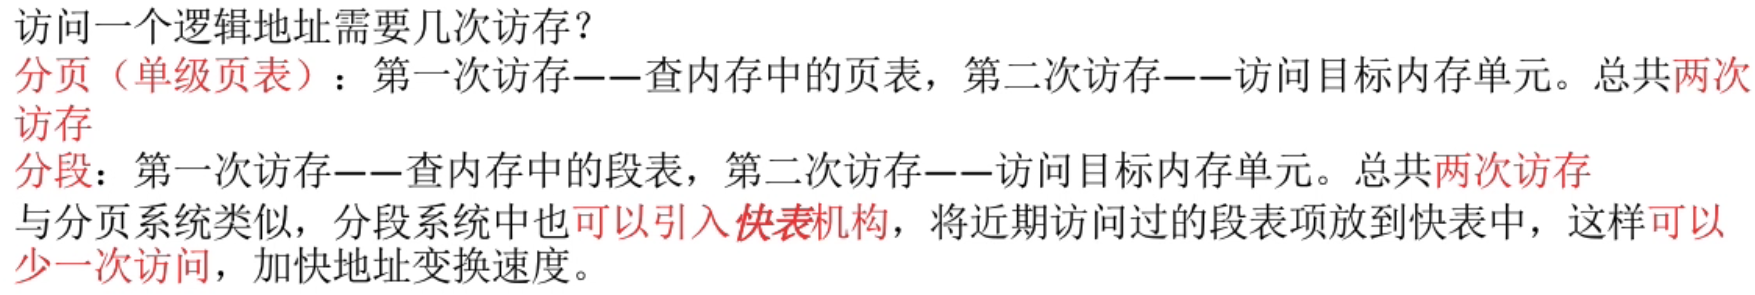 访问一个逻辑地址需要几次访存？
分页（单级页表）：第一次访存——查内存中的页表，第二次访存——访问目标内存单元。总共两次
访存
分段：第一次访存——查内存中的段表，第二次访存——访问目标内存单元。总共两次访存
与分页系统类似，分段系统中也可以引入快表机构，将近期访问过的段表项放到快表中，这样可以
少一次访问，加快地址变换速度。